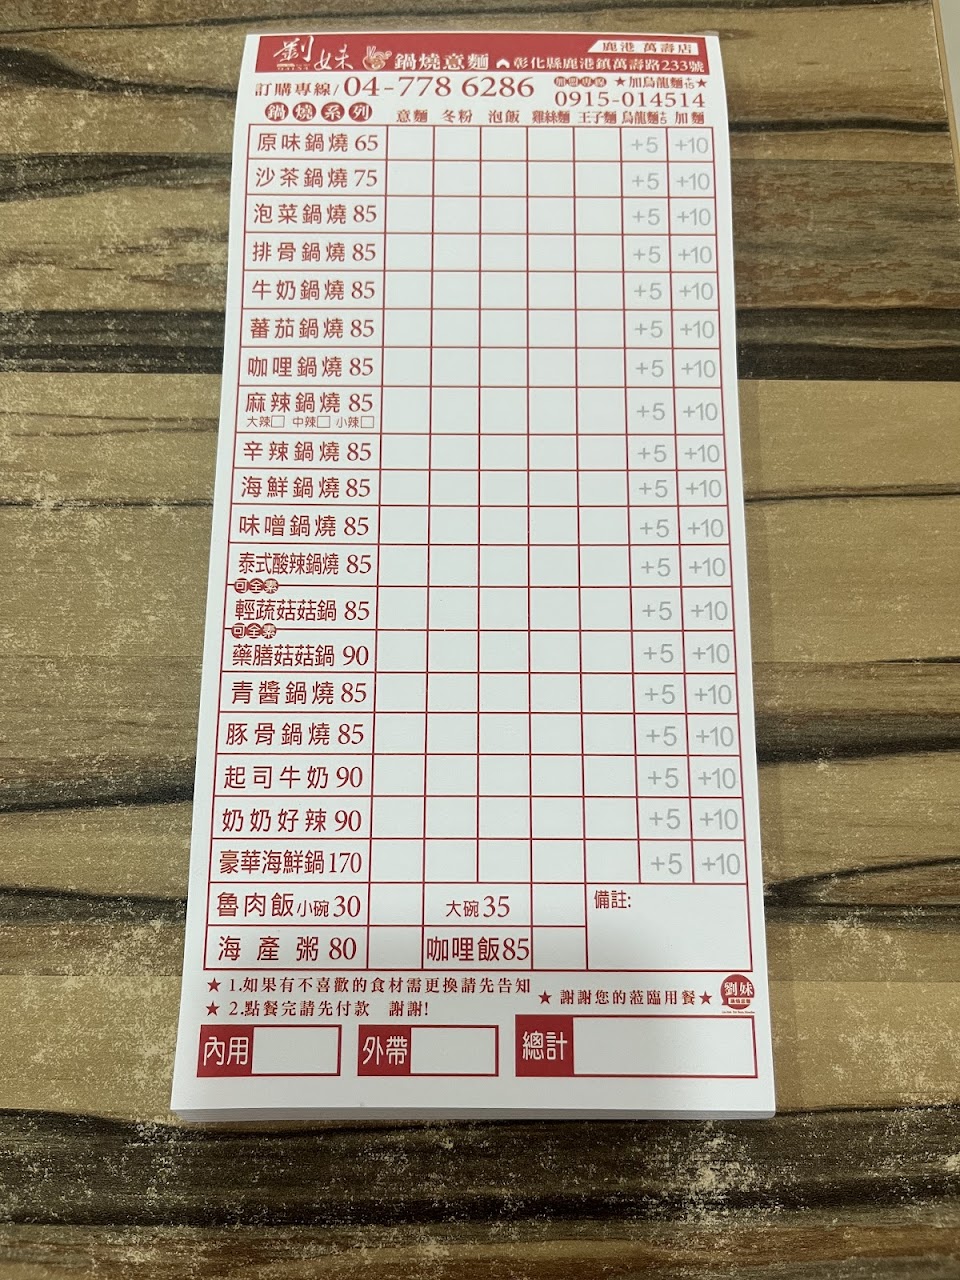 劉妹 鍋燒意麵 鹿港 萬壽店
彰化縣鹿港鎮萬壽路233號
訂購專線/04-778 6286 加盟專線 ★加烏龍麵+15★
0915-014514
鍋燒系列 意麵 冬粉 泡飯 雞絲麵 王子麵 烏龍麵+5 加麵
原味鍋燒 65 +5 +10
沙茶鍋燒 75 +5 +10
泡菜鍋燒 85 +5 +10
排骨鍋燒 85 +5 +10
牛奶鍋燒 85 +5 +10
蕃茄鍋燒 85 +5 +10
咖哩鍋燒 85 +5 +10
麻辣鍋燒 85 +5 +10
大辣□ 中辣□ 小辣□
辛辣鍋燒 85 +5 +10
海鮮鍋燒 85 +5 +10
味噌鍋燒 85 +5 +10
泰式酸辣鍋燒 85 +5 +10
可全素
輕蔬菇菇鍋 85 +5 +10
可全素
藥膳菇菇鍋 90 +5 +10
青醬鍋燒 85 +5 +10
豚骨鍋燒 85 +5 +10
起司牛奶 90 +5 +10
奶奶好辣 90 +5 +10
豪華海鮮鍋 170 +5 +10
魯肉飯 小碗 30 大碗 35 備註:
海產粥 80 咖哩飯 85
★ 1.如果有不喜歡的食材需更換請先告知
★ 2.點餐完請先付款 謝謝!
★ 謝謝您的蒞臨用餐★
劉妹
內用 外帶 總計